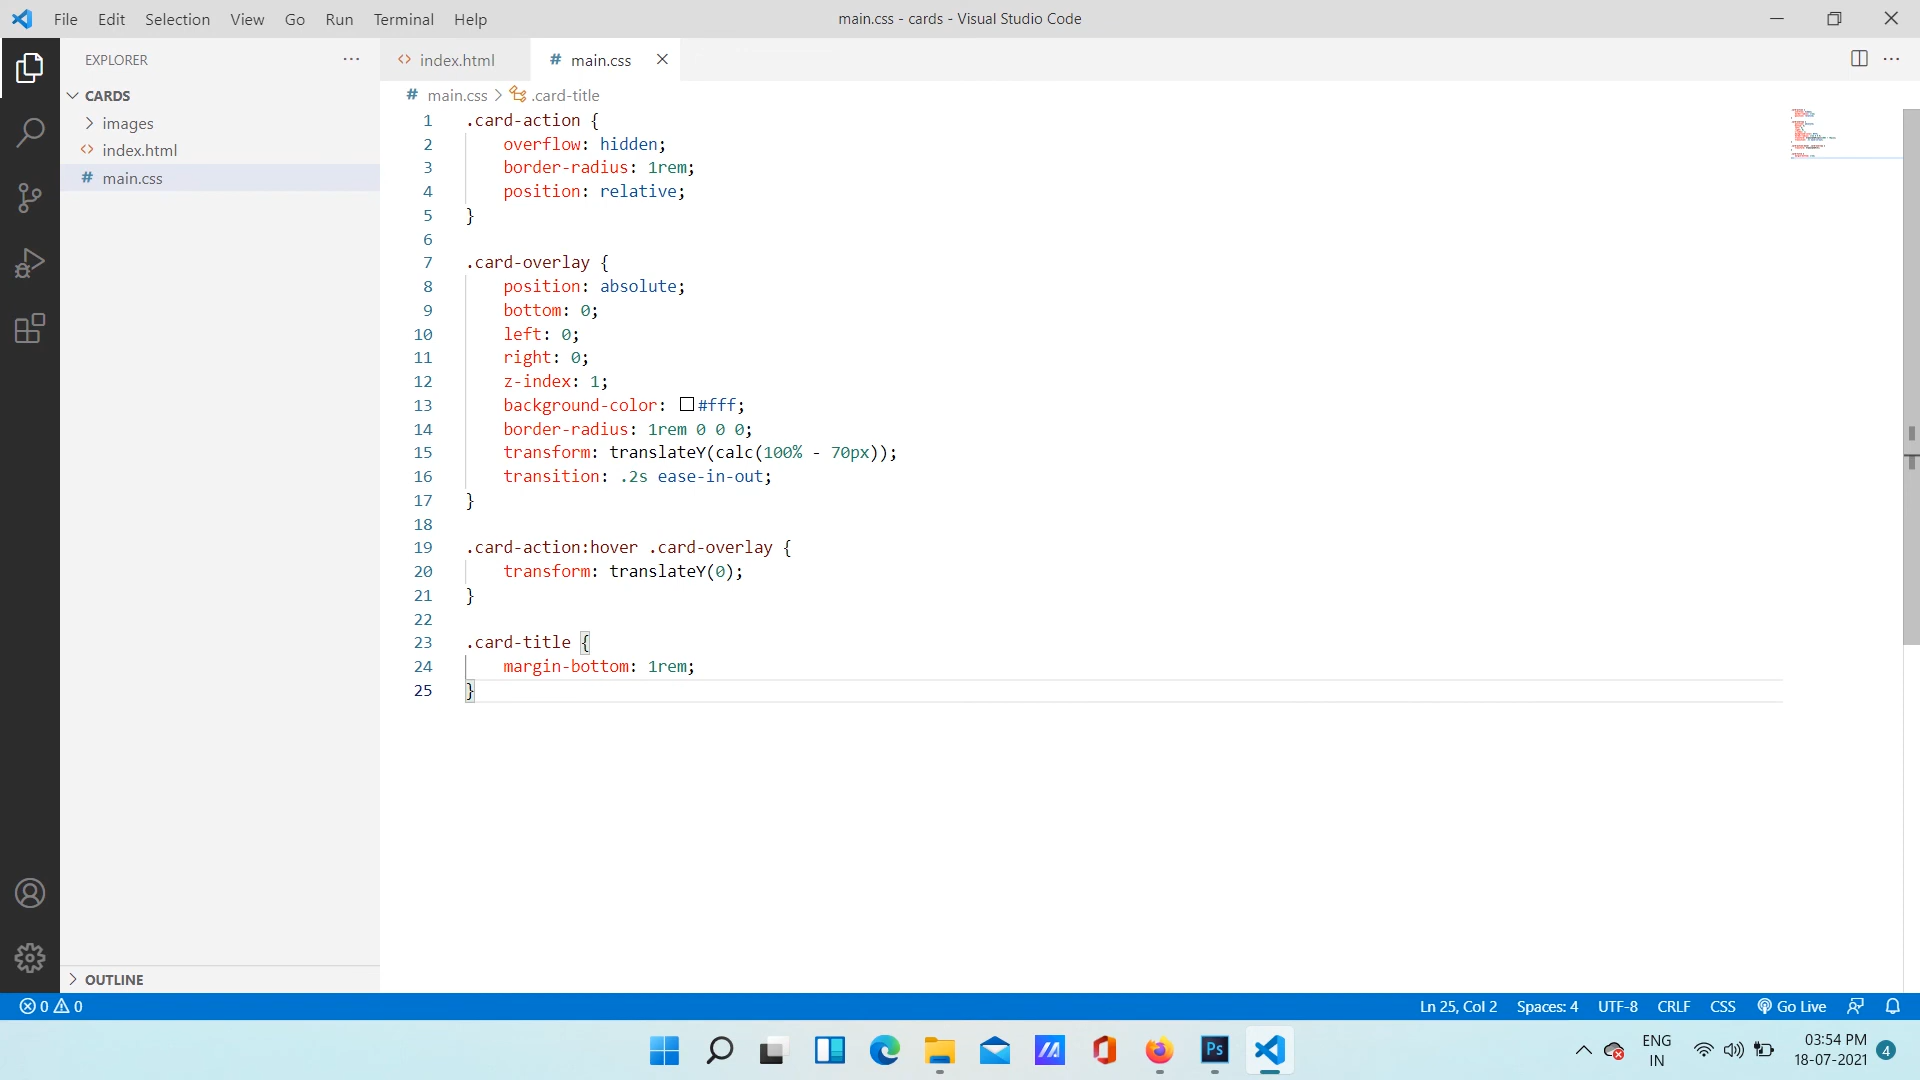 File Edit Selection View Go Run Terminal Help
main.css - cards - Visual Studio Code
EXPLORER
CARDS
images
index.html
# main.css
OUTLINE
index.html
# main.css
# main.css > .card-title
1 .card-action {
2 overflow: hidden;
3 border-radius: 1rem;
4 position: relative;
5 }
6
7 .card-overlay {
8 position: absolute;
9 bottom: 0;
10 left: 0;
11 right: 0;
12 z-index: 1;
13 background-color: #fff;
14 border-radius: 1rem 0 0 0;
15 transform: translateY(calc(100% - 70px));
16 transition: .2s ease-in-out;
17 }
18
19 .card-action:hover .card-overlay {
20 transform: translateY(0);
21 }
22
23 .card-title {
24 margin-bottom: 1rem;
25 }
0 0
Ln 25, Col 2 Spaces: 4 UTF-8 CRLF CSS Go Live
Ps
ENG
IN
03:54 PM
18-07-2021
4